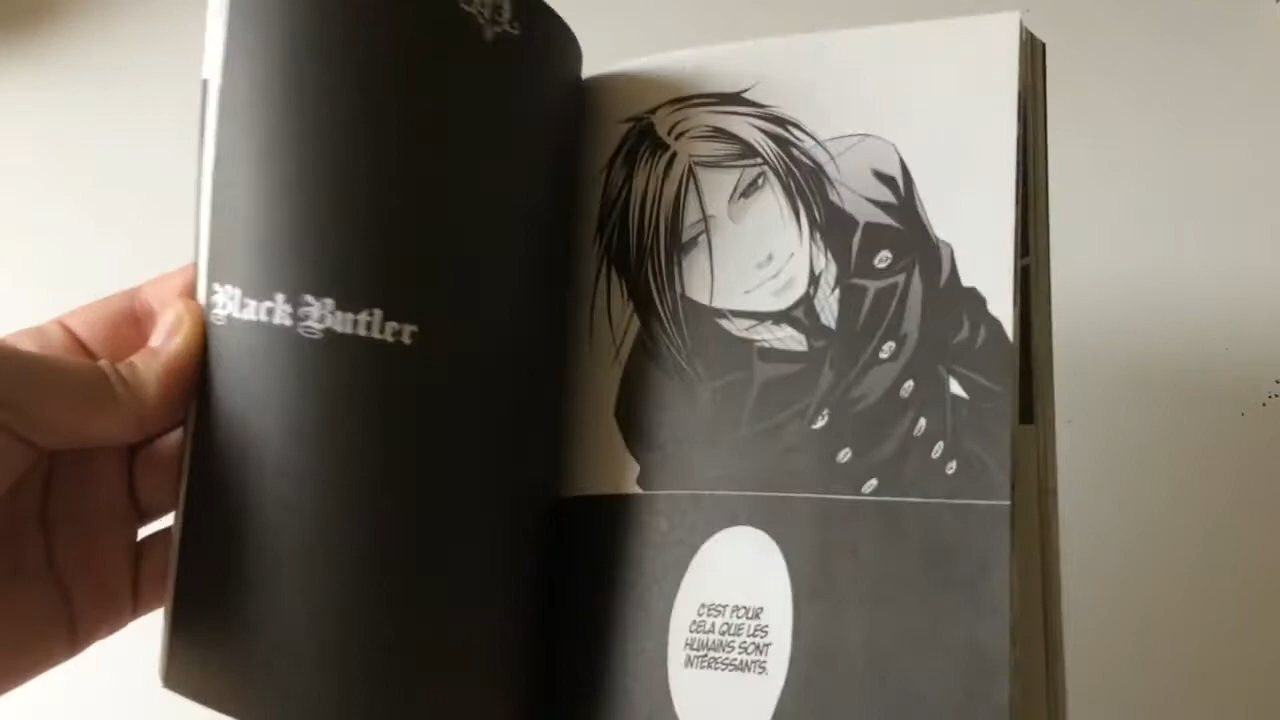 Black Butler
C'EST POUR
CELA QUE LES
HUMAINS SONT
INTÉRESSANTS.